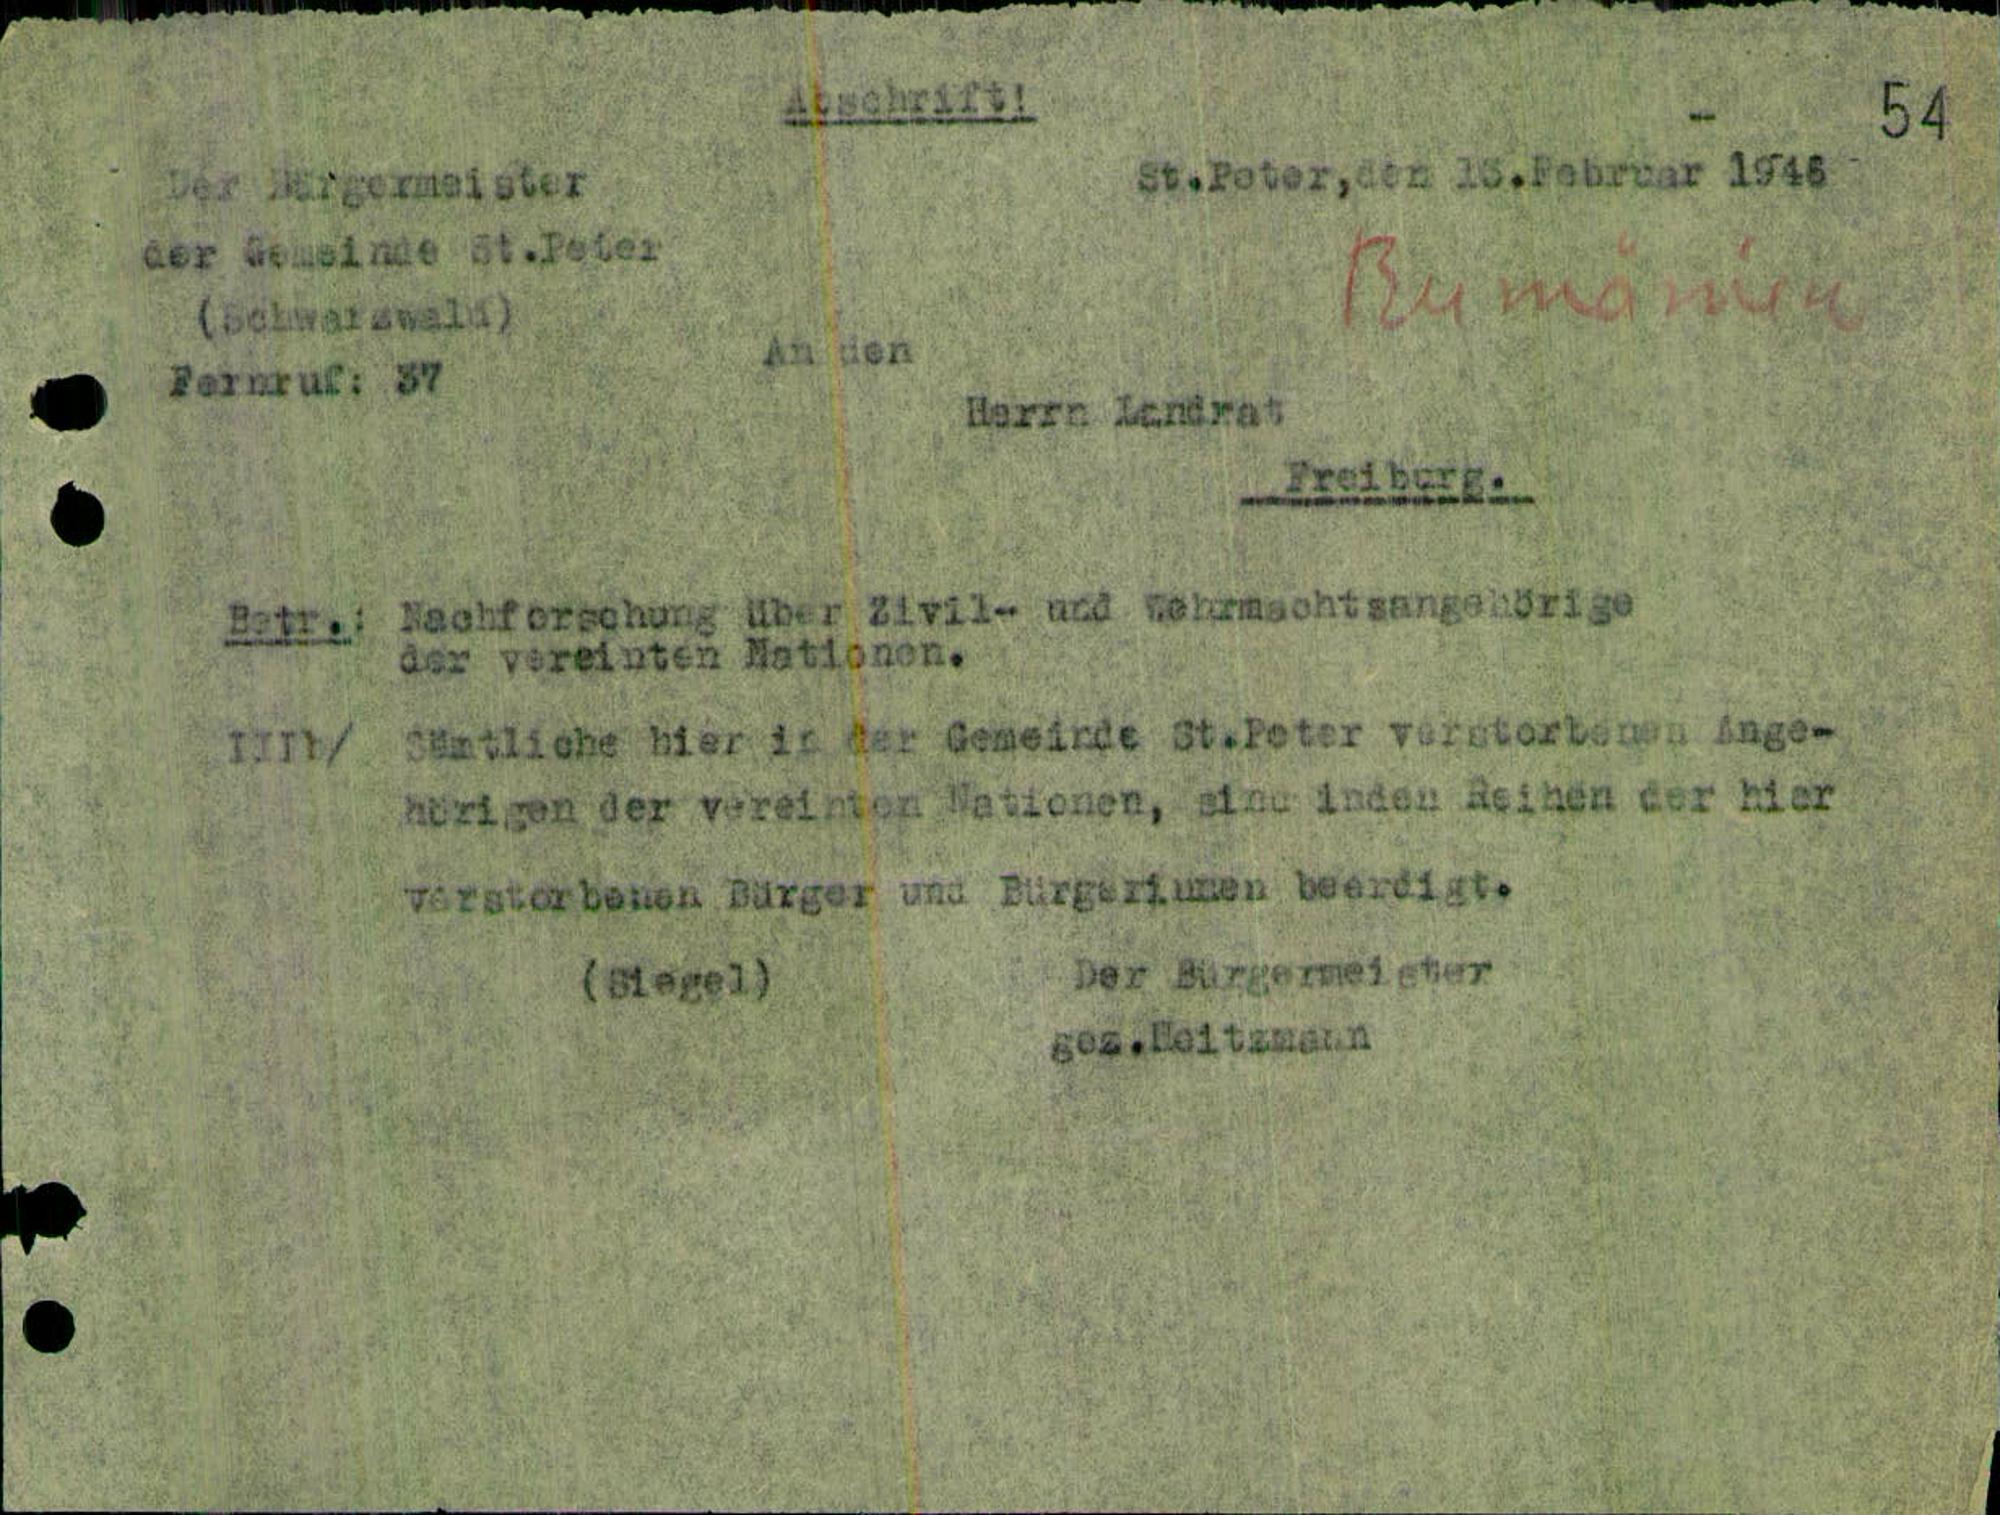 Abschrift!
- 54
Der Bürgermeister
der Gemeinde St.Peter
(Schwarzwald)
Fernruf: 37
St.Peter,den 15.Februar 1946
Rumänien
An den
Herrn Landrat
Freiburg.
Betr.: Nachforschung über Zivil- und Wehrmachtsangehörige
der vereinten Nationen.
IIIb/ Sämtliche hier in der Gemeinde St.Peter verstorbenen Ange-
hörigen der vereinten Nationen, sind inden Reihen der hier
verstorbenen Bürger und Bürgerinnen beerdigt.
(Siegel)
Der Bürgermeister
gez.Heitzmann